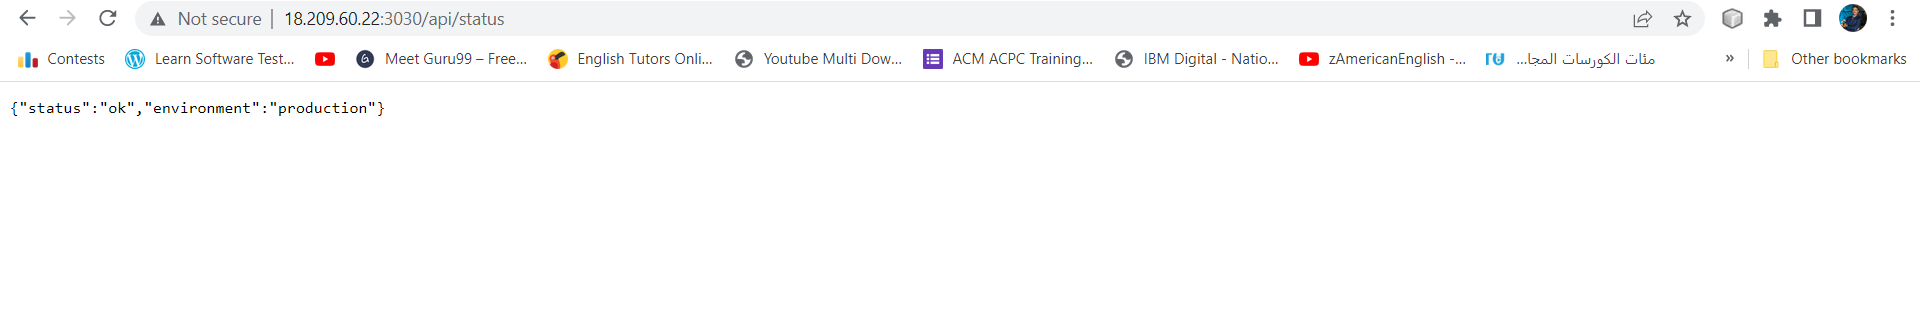 Not secure | 18.209.60.22:3030/api/status
Contests Learn Software Test... Meet Guru99 – Free... English Tutors Onli... Youtube Multi Dow... ACM ACPC Training... IBM Digital - Natio... zAmericanEnglish -... مئات الكورسات المجا... » Other bookmarks
{"status":"ok","environment":"production"}